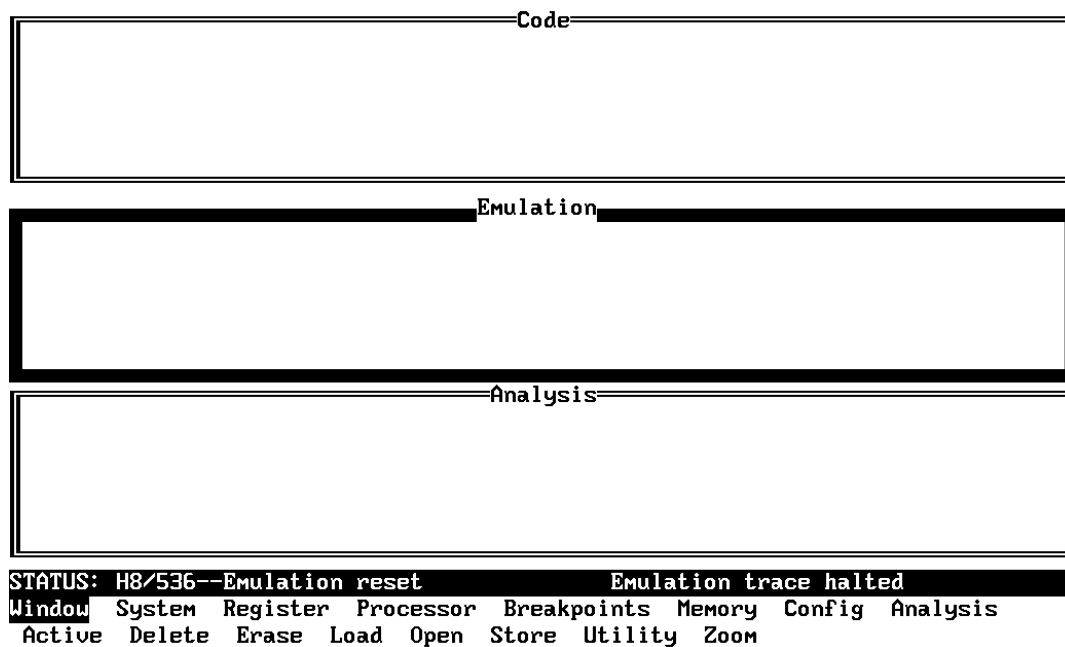 Code
Emulation
Analysis
STATUS: H8/536--Emulation reset Emulation trace halted
Window System Register Processor Breakpoints Memory Config Analysis
Active Delete Erase Load Open Store Utility Zoom